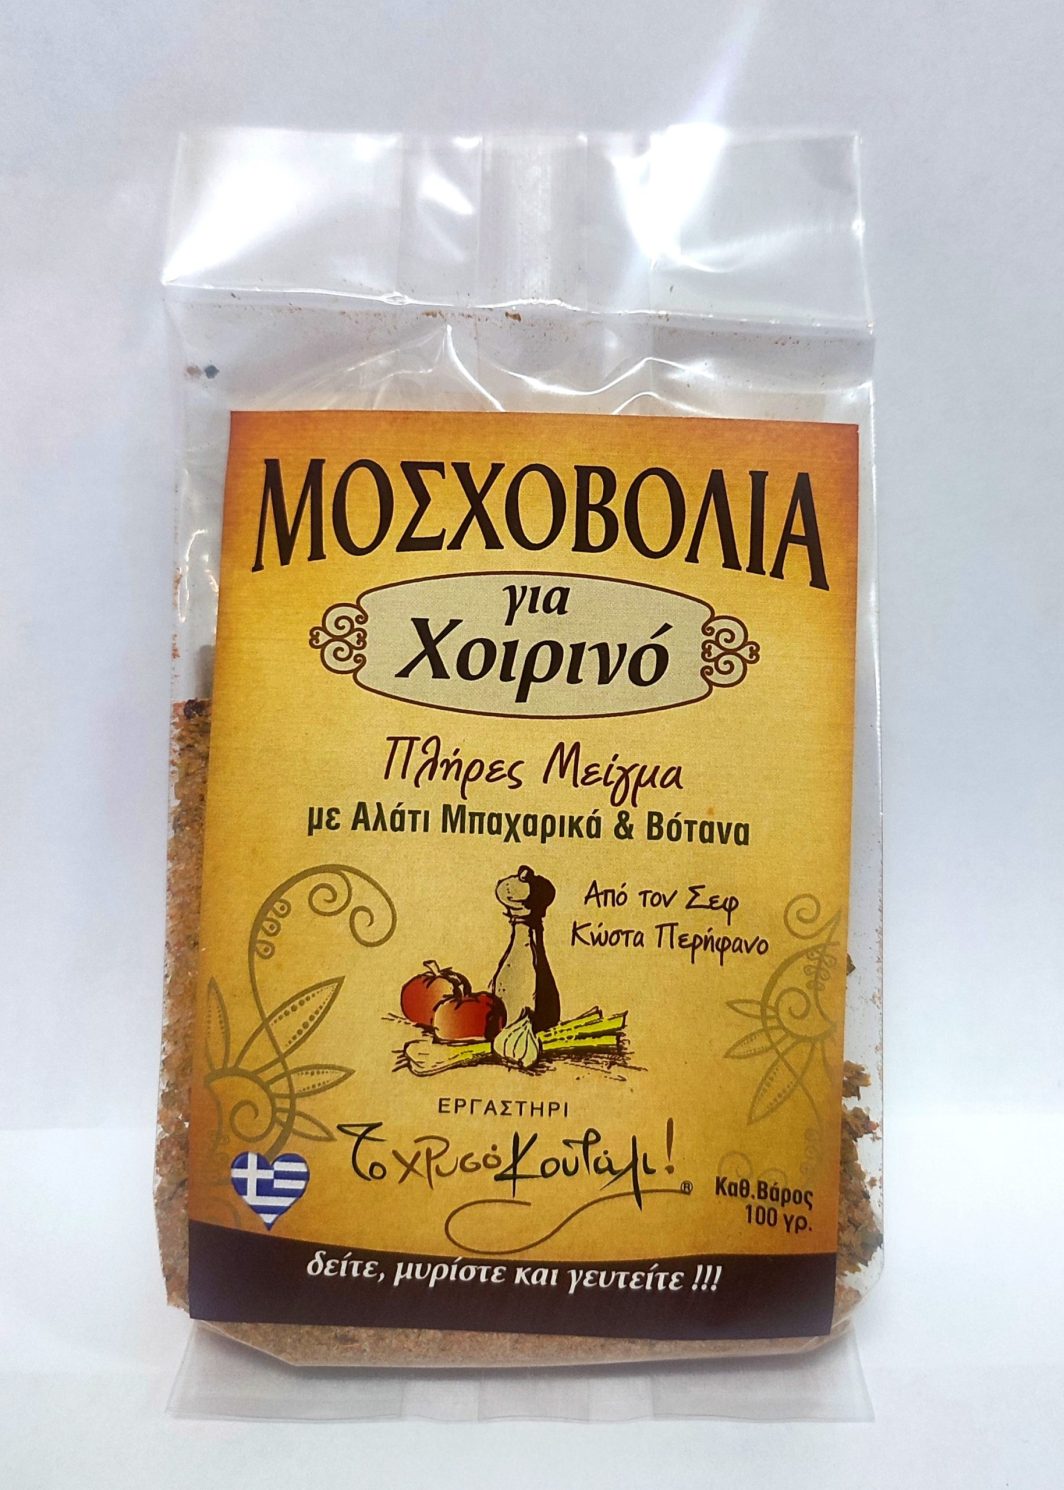 ΜΟΣΧΟΒΟΛΙΑ
για
Χοιρινό
Πλήρες Μείγμα
με Αλάτι Μπαχαρικά & Βότανα
Από τον Σεφ
Κώστα Περήφανο
ΕΡΓΑΣΤΗΡΙ
Το χρυσό κουτάλι! ®
Καθ.Βάρος
100 γρ.
δείτε, μυρίστε και γευτείτε !!!